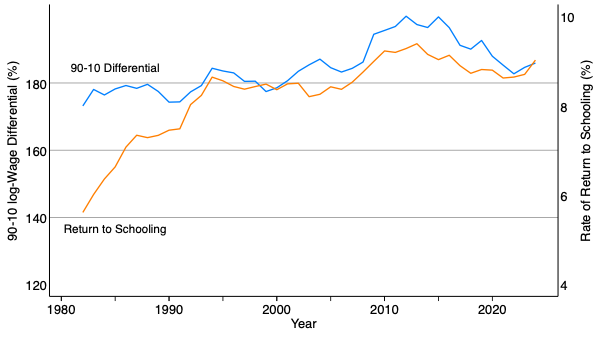 90-10 log-Wage Differential (%)
180
160
140
120
90-10 Differential
Return to Schooling
10
8
6
4
Rate of Return to Schooling (%)
1980
1990
2000
2010
2020
Year